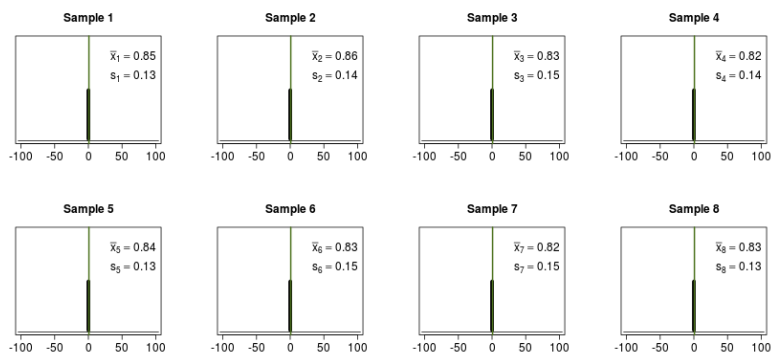 Sample 1
x̄₁ = 0.85
s₁ = 0.13
-100 -50 0 50 100
Sample 2
x̄₂ = 0.86
s₂ = 0.14
-100 -50 0 50 100
Sample 3
x̄₃ = 0.83
s₃ = 0.15
-100 -50 0 50 100
Sample 4
x̄₄ = 0.82
s₄ = 0.14
-100 -50 0 50 100
Sample 5
x̄₅ = 0.84
s₅ = 0.13
-100 -50 0 50 100
Sample 6
x̄₆ = 0.83
s₆ = 0.15
-100 -50 0 50 100
Sample 7
x̄₇ = 0.82
s₇ = 0.15
-100 -50 0 50 100
Sample 8
x̄₈ = 0.83
s₈ = 0.13
-100 -50 0 50 100